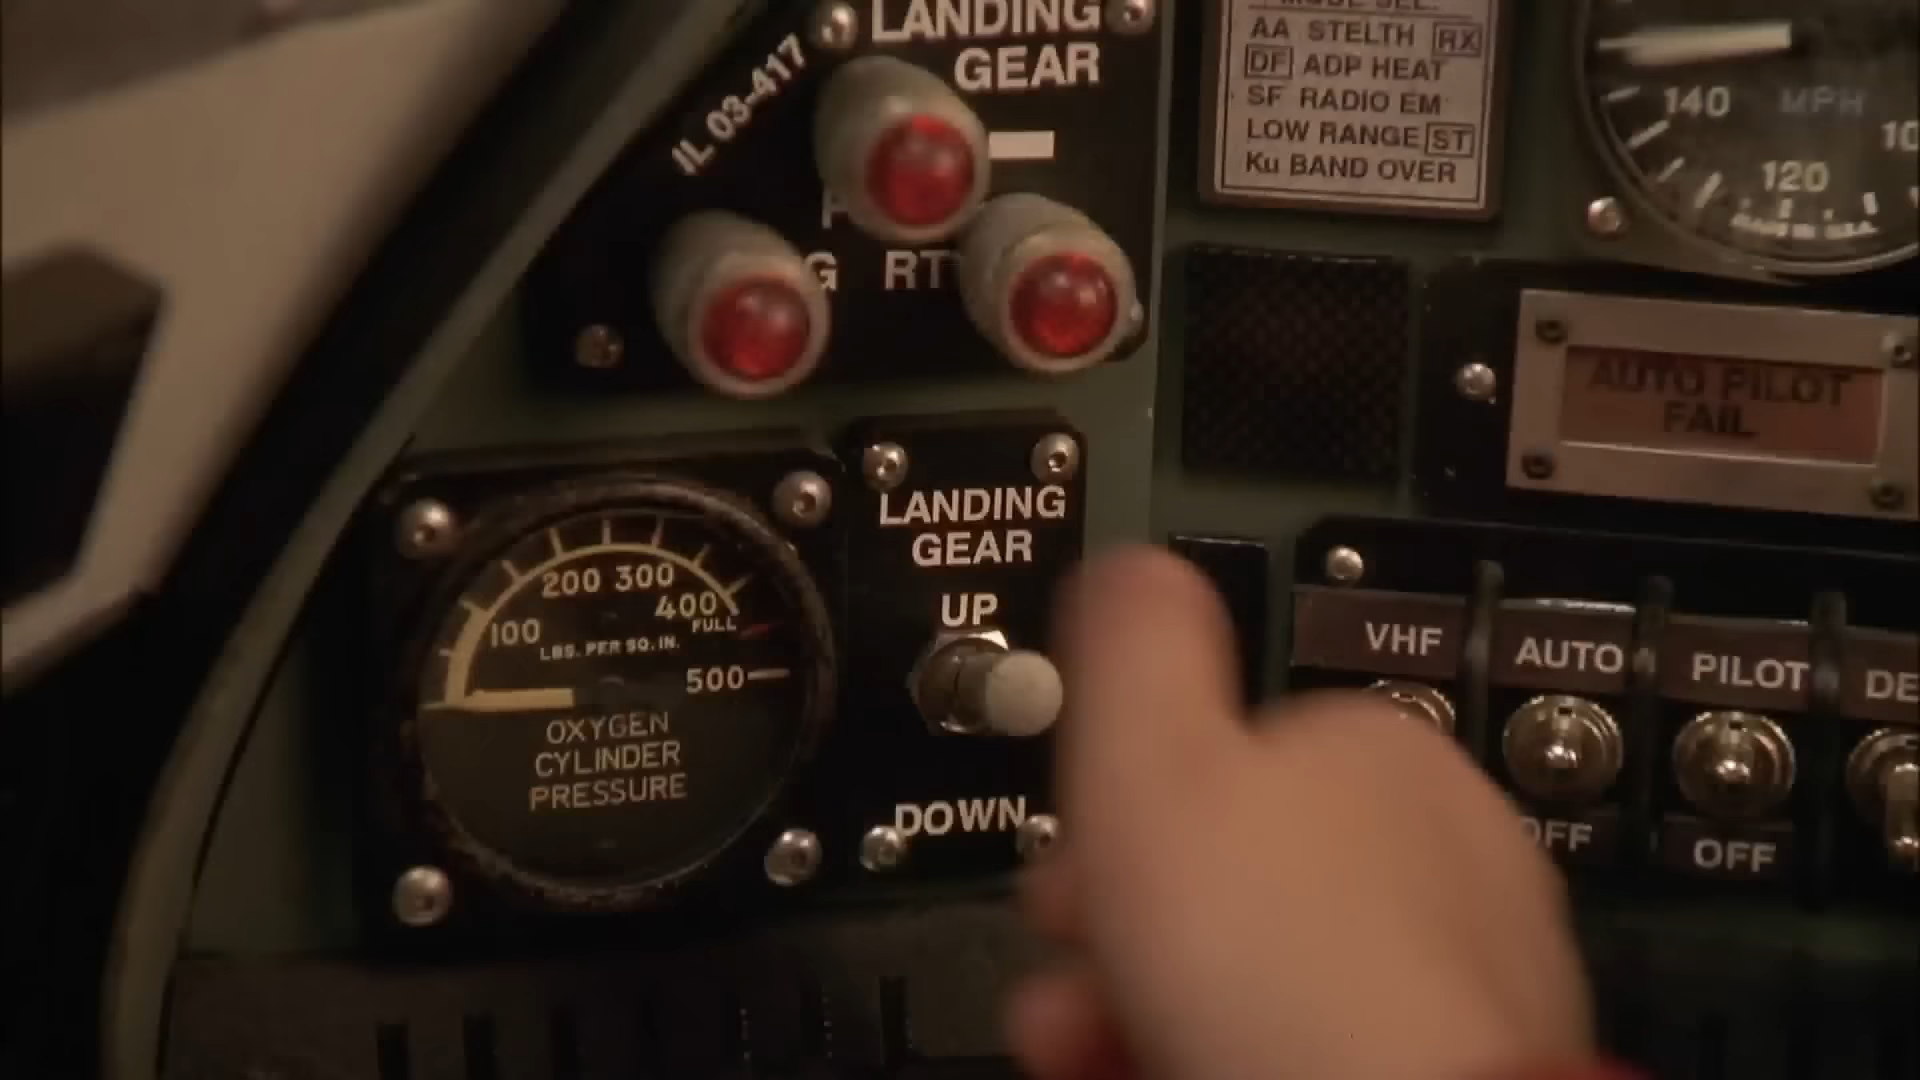 LANDING
GEAR
IL 03-417
RT
AA STELTH RX
DF ADP HEAT
SF RADIO EM
LOW RANGE ST
Ku BAND OVER
140 MPH
120
MADE IN U.S.A.
AUTO PILOT
FAIL
200 300
100 400
FULL
LBS. PER SQ. IN.
500
OXYGEN
CYLINDER
PRESSURE
LANDING
GEAR
UP
DOWN
VHF
AUTO
PILOT
OFF
OFF